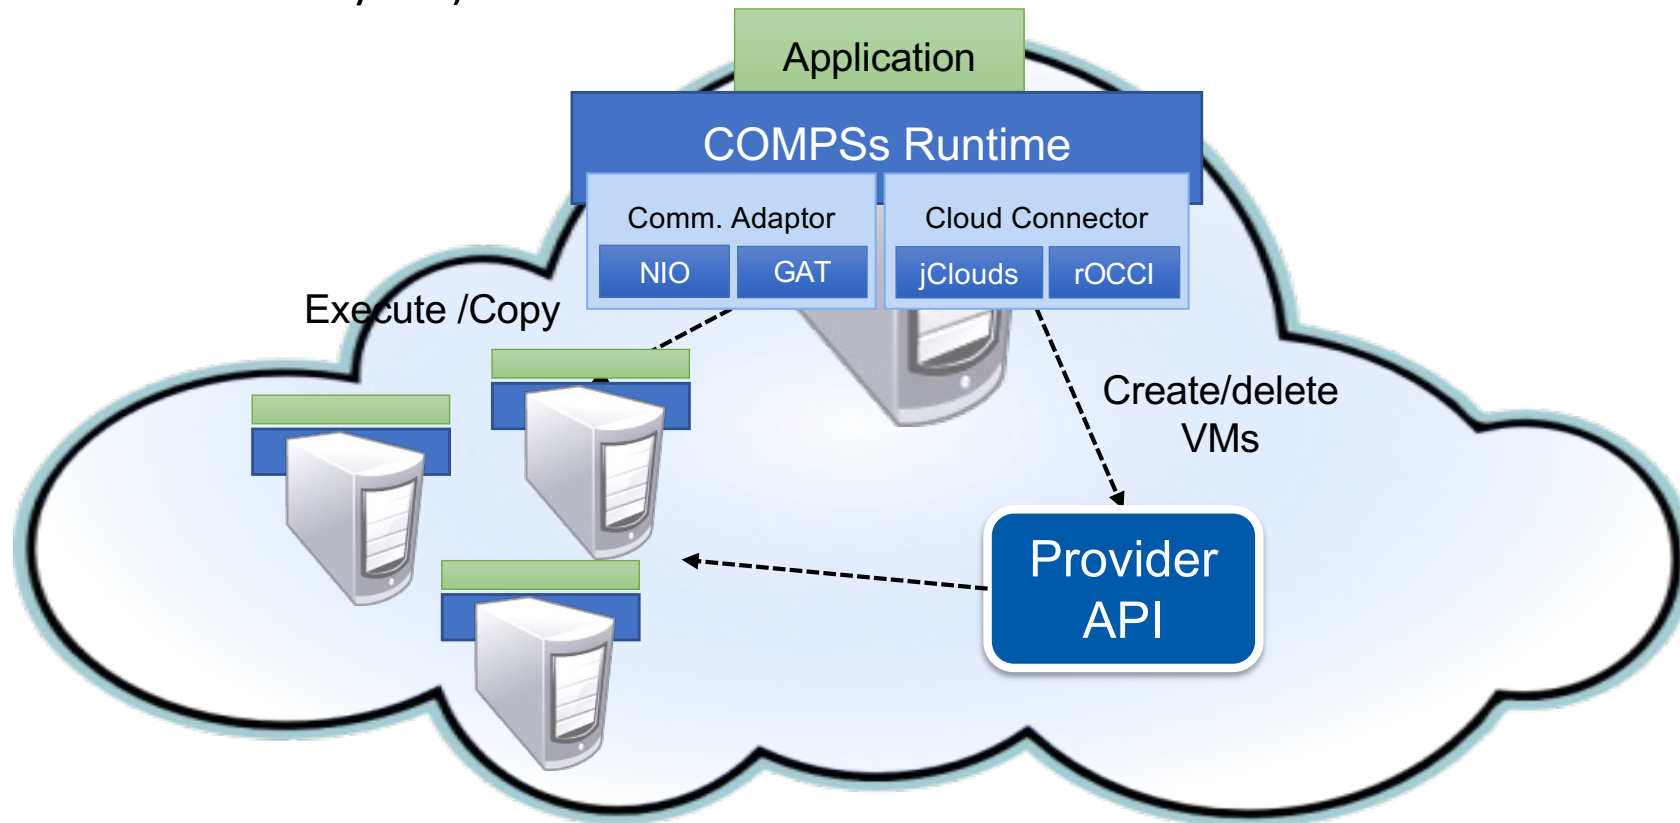 Application
COMPSs Runtime
Comm. Adaptor
Cloud Connector
NIO
GAT
jClouds
rOCCI
Execute /Copy
Create/delete
VMs
Provider
API